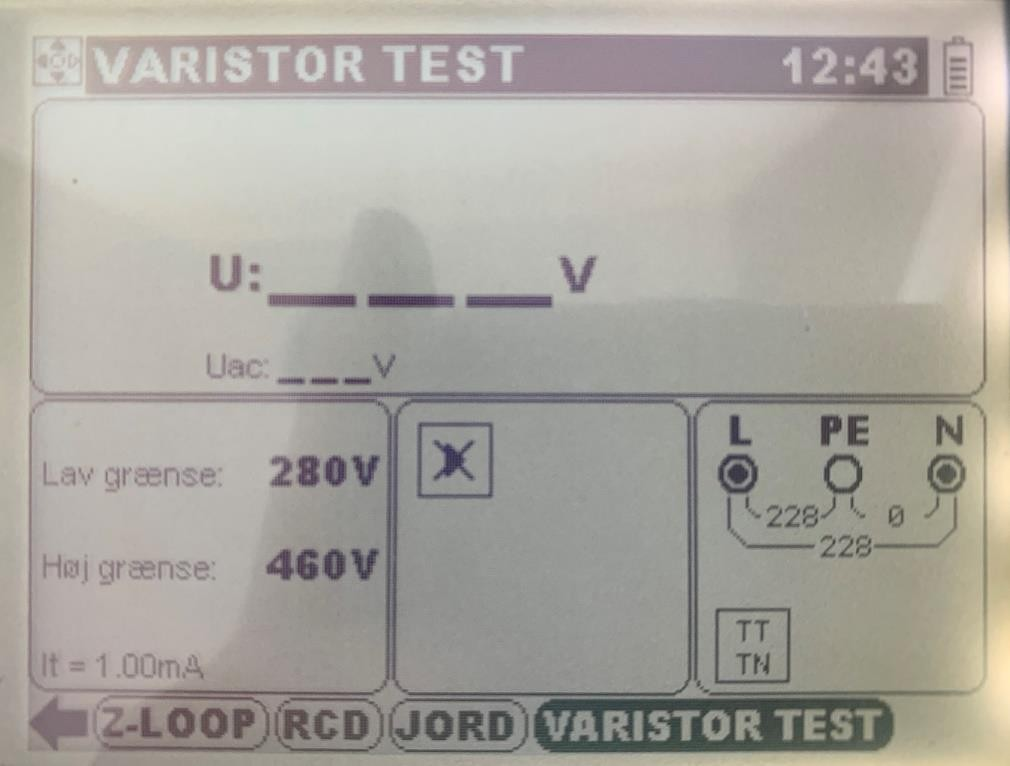 VARISTOR TEST 12:43
U:_ _ _V
Uac:_ _ _V
Lav grænse: 280V
Høj grænse: 460V
It = 1.00mA
L PE N
228 0
228
TT
TN
Z-LOOP RCD JORD VARISTOR TEST